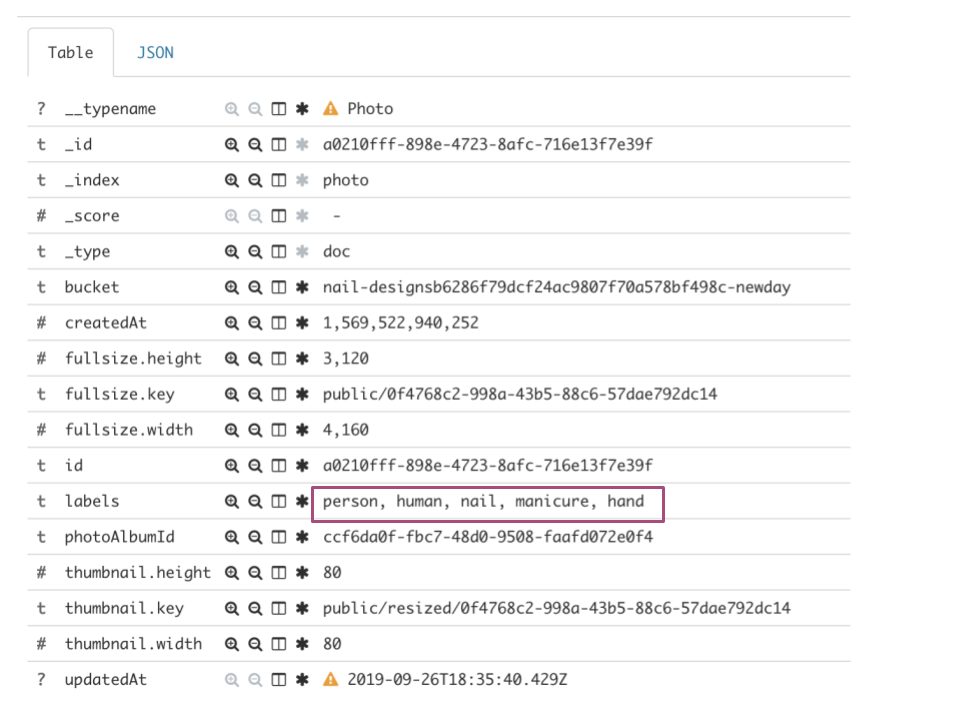 Table JSON
? __typename Photo
t _id a0210fff-898e-4723-8afc-716e13f7e39f
t _index photo
# _score -
t _type doc
t bucket nail-designsb6286f79dcf24ac9807f70a578bf498c-newday
# createdAt 1,569,522,940,252
# fullsize.height 3,120
t fullsize.key public/0f4768c2-998a-43b5-88c6-57dae792dc14
# fullsize.width 4,160
t id a0210fff-898e-4723-8afc-716e13f7e39f
t labels person, human, nail, manicure, hand
t photoAlbumId ccf6da0f-fbc7-48d0-9508-faafd072e0f4
# thumbnail.height 80
t thumbnail.key public/resized/0f4768c2-998a-43b5-88c6-57dae792dc14
# thumbnail.width 80
? updatedAt 2019-09-26T18:35:40.429Z